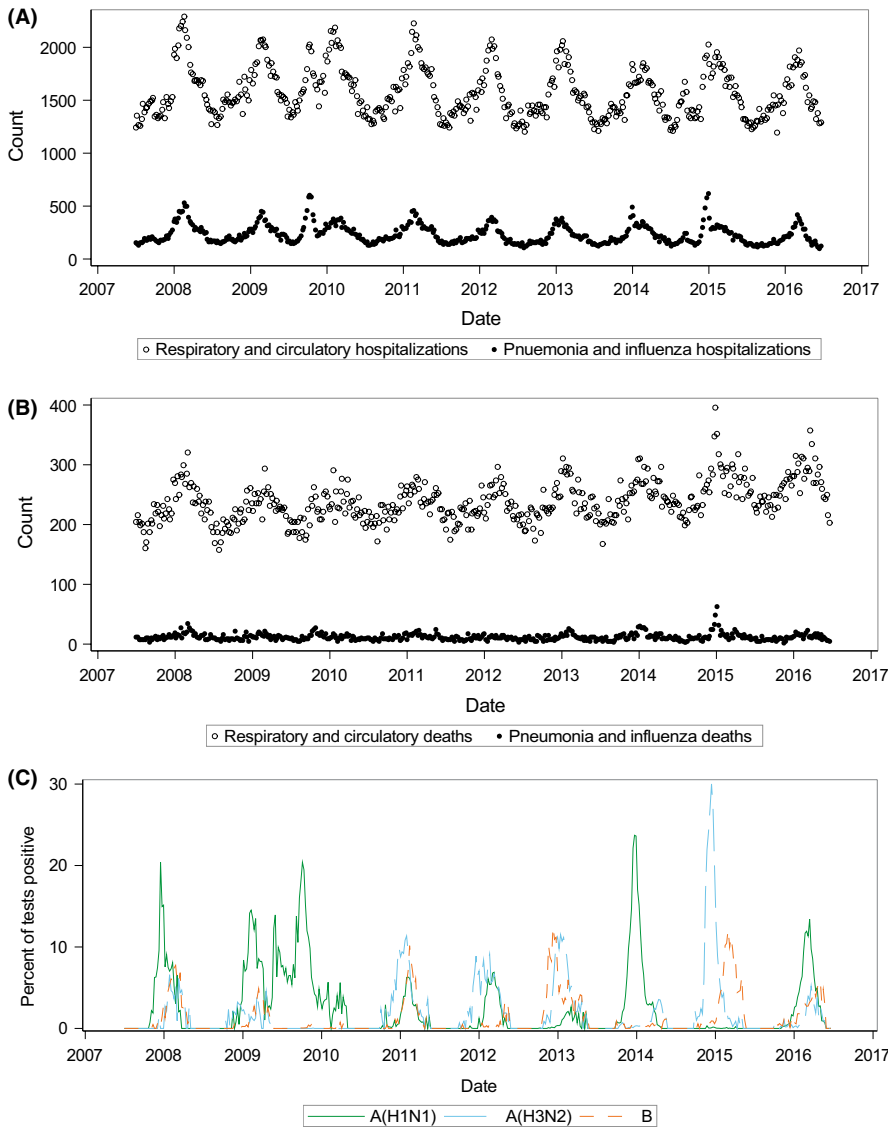 (A)
2000
1500
1000
500
0
Count
2007 2008 2009 2010 2011 2012 2013 2014 2015 2016 2017
Date
Respiratory and circulatory hospitalizations Pnuemonia and influenza hospitalizations
(B)
400
300
200
100
0
Count
2007 2008 2009 2010 2011 2012 2013 2014 2015 2016 2017
Date
Respiratory and circulatory deaths Pneumonia and influenza deaths
(C)
30
20
10
0
Percent of tests positive
2007 2008 2009 2010 2011 2012 2013 2014 2015 2016 2017
Date
A(H1N1) A(H3N2) B